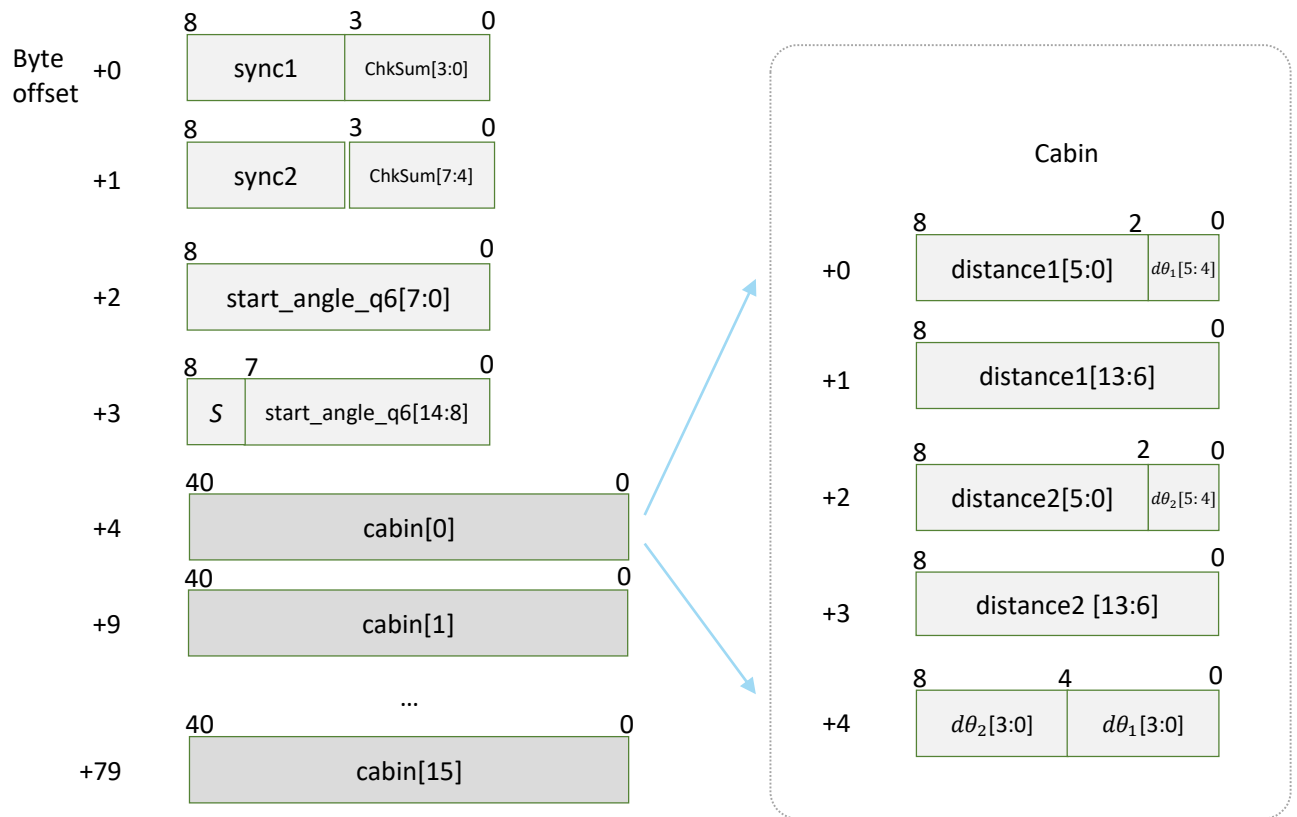 8 3 0
Byte
offset
+0 sync1 ChkSum[3:0]
8 3 0
+1 sync2 ChkSum[7:4]
8 0
+2 start_angle_q6[7:0]
8 7 0
+3 S start_angle_q6[14:8]
40 0
+4 cabin[0]
40 0
+9 cabin[1]
...
40 0
+79 cabin[15]
Cabin
8 2 0
+0 distance1[5:0] dθ₁[5:4]
8 0
+1 distance1[13:6]
8 2 0
+2 distance2[5:0] dθ₂[5:4]
8 0
+3 distance2 [13:6]
8 4 0
+4 dθ₂[3:0] dθ₁[3:0]